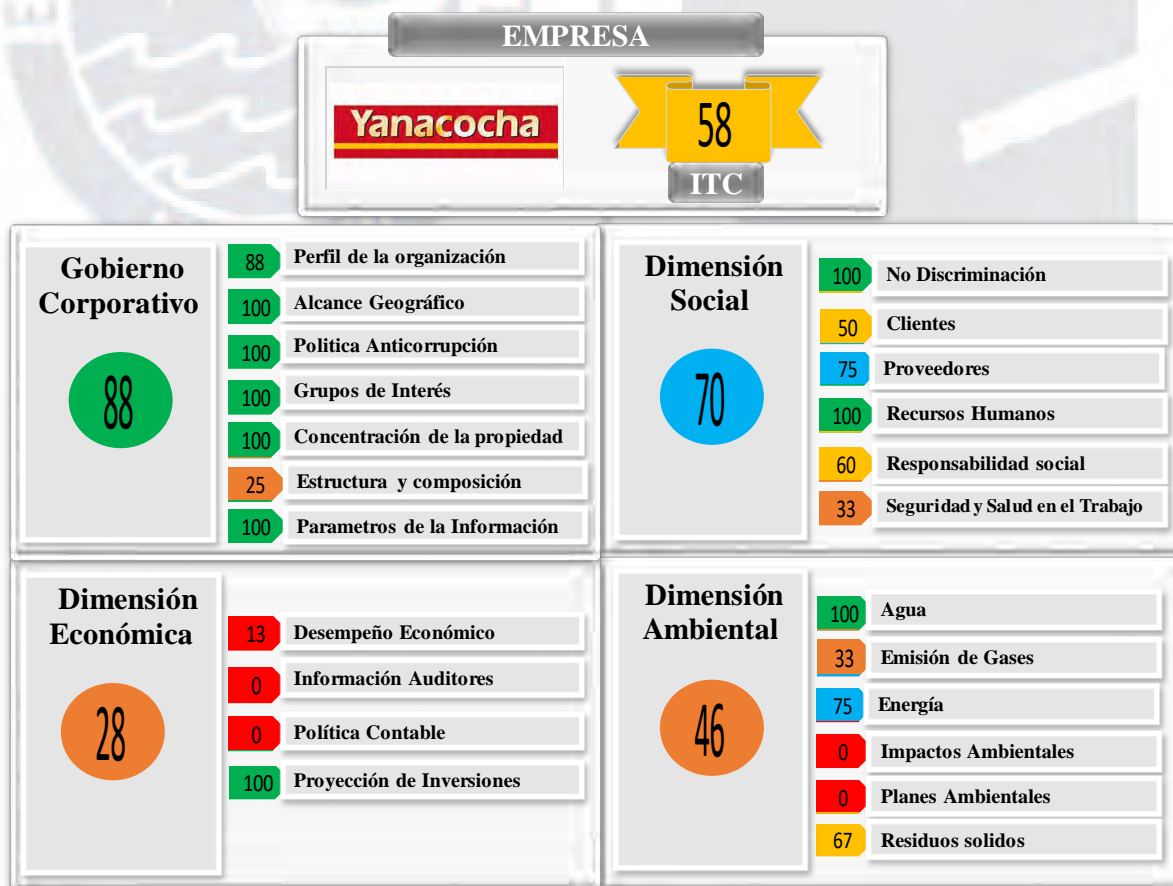 EMPRESA
Yanacocha
58
ITC
Gobierno
Corporativo
88
88 Perfil de la organización
100 Alcance Geográfico
100 Politica Anticorrupción
100 Grupos de Interés
100 Concentración de la propiedad
25 Estructura y composición
100 Parametros de la Información
Dimensión
Social
70
100 No Discriminación
50 Clientes
75 Proveedores
100 Recursos Humanos
60 Responsabilidad social
33 Seguridad y Salud en el Trabajo
Dimensión
Económica
28
13 Desempeño Económico
0 Información Auditores
0 Política Contable
100 Proyección de Inversiones
Dimensión
Ambiental
46
100 Agua
33 Emisión de Gases
75 Energía
0 Impactos Ambientales
0 Planes Ambientales
67 Residuos solidos